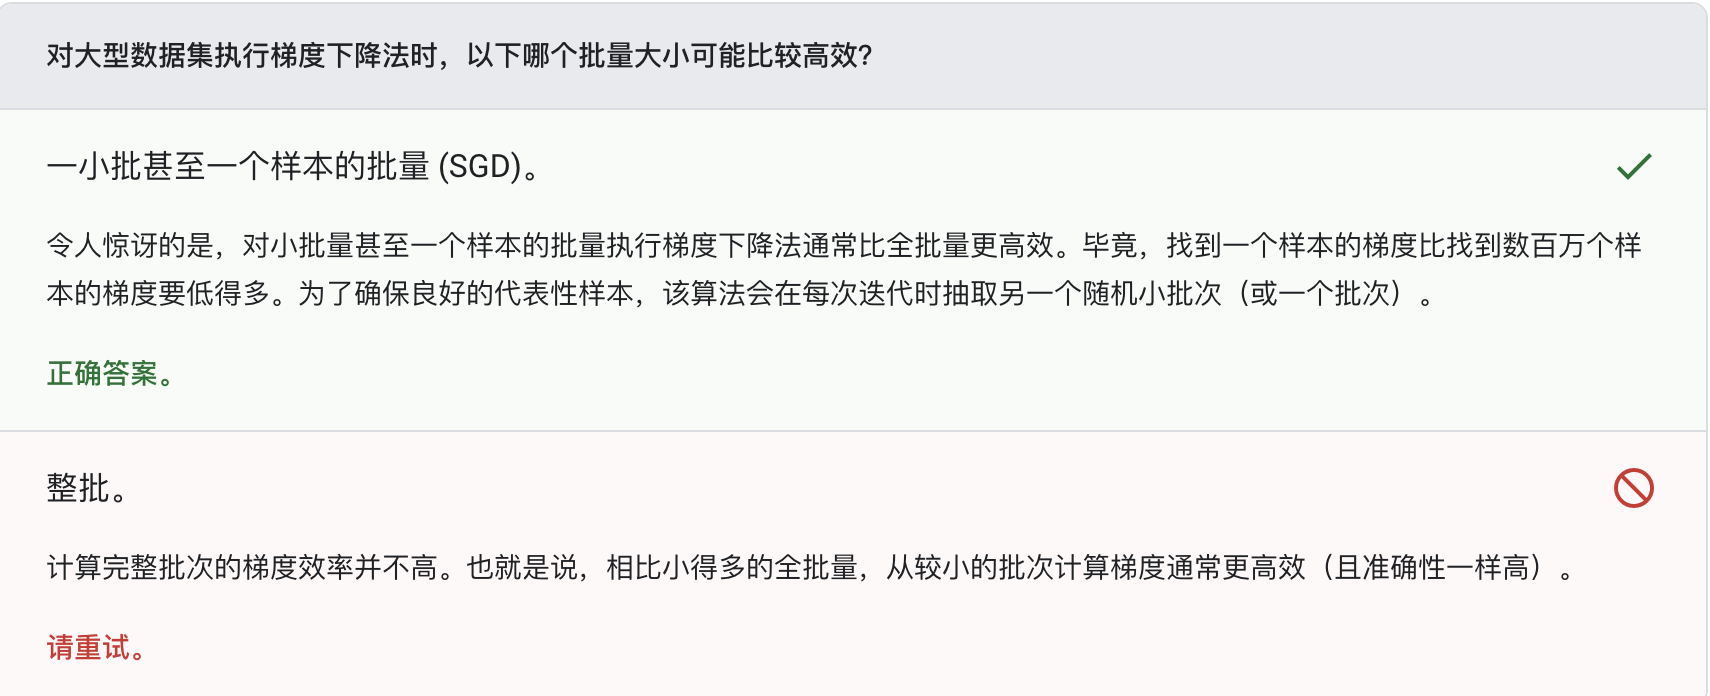 对大型数据集执行梯度下降法时，以下哪个批量大小可能比较高效?
一小批甚至一个样本的批量 (SGD)。
令人惊讶的是，对小批量甚至一个样本的批量执行梯度下降法通常比全批量更高效。毕竟，找到一个样本的梯度比找到数百万个样
本的梯度要低得多。为了确保良好的代表性样本，该算法会在每次迭代时抽取另一个随机小批次（或一个批次）。
正确答案。
整批。
计算完整批次的梯度效率并不高。也就是说，相比小得多的全批量，从较小的批次计算梯度通常更高效（且准确性一样高）。
请重试。